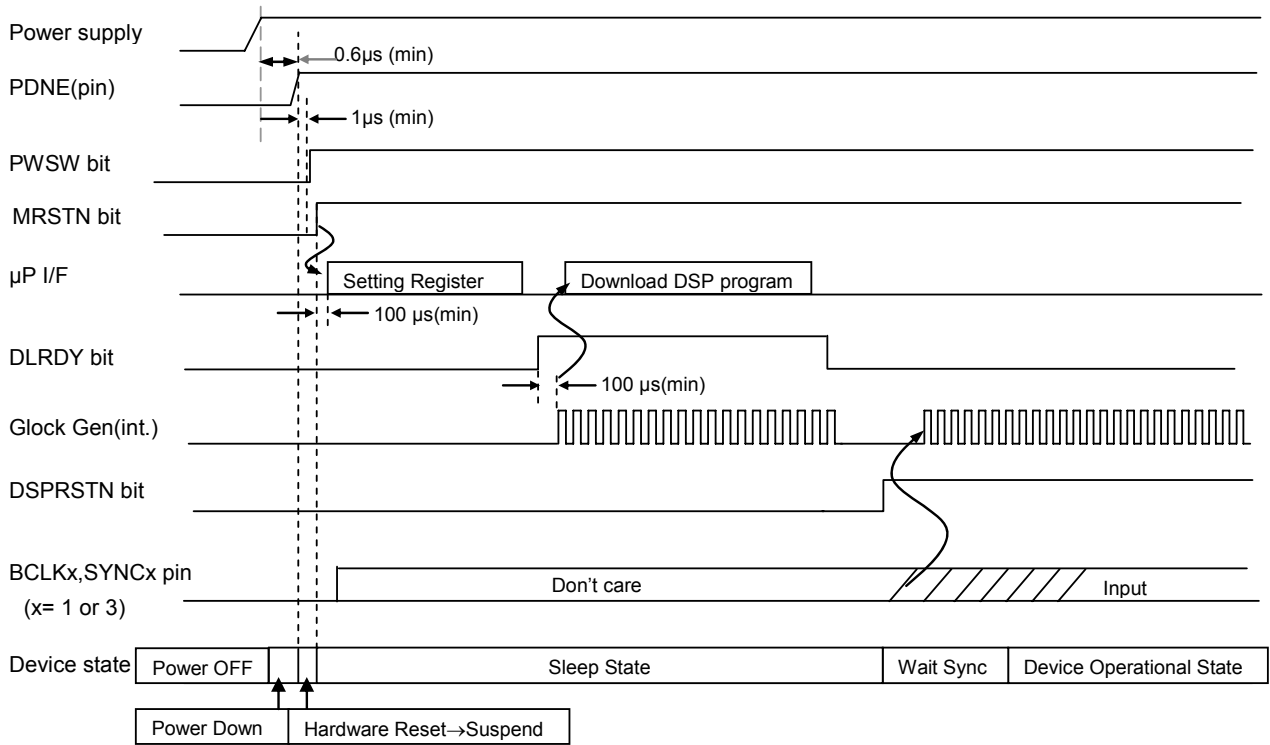 Power supply
0.6µs (min)
PDNE(pin)
1µs (min)
PWSW bit
MRSTN bit
µP I/F
Setting Register
Download DSP program
100 µs(min)
DLRDY bit
100 µs(min)
Glock Gen(int.)
DSPRSTN bit
BCLKx,SYNCx pin
(x= 1 or 3)
Don't care
Input
Device state
Power OFF
Sleep State
Wait Sync
Device Operational State
Power Down
Hardware Reset→Suspend